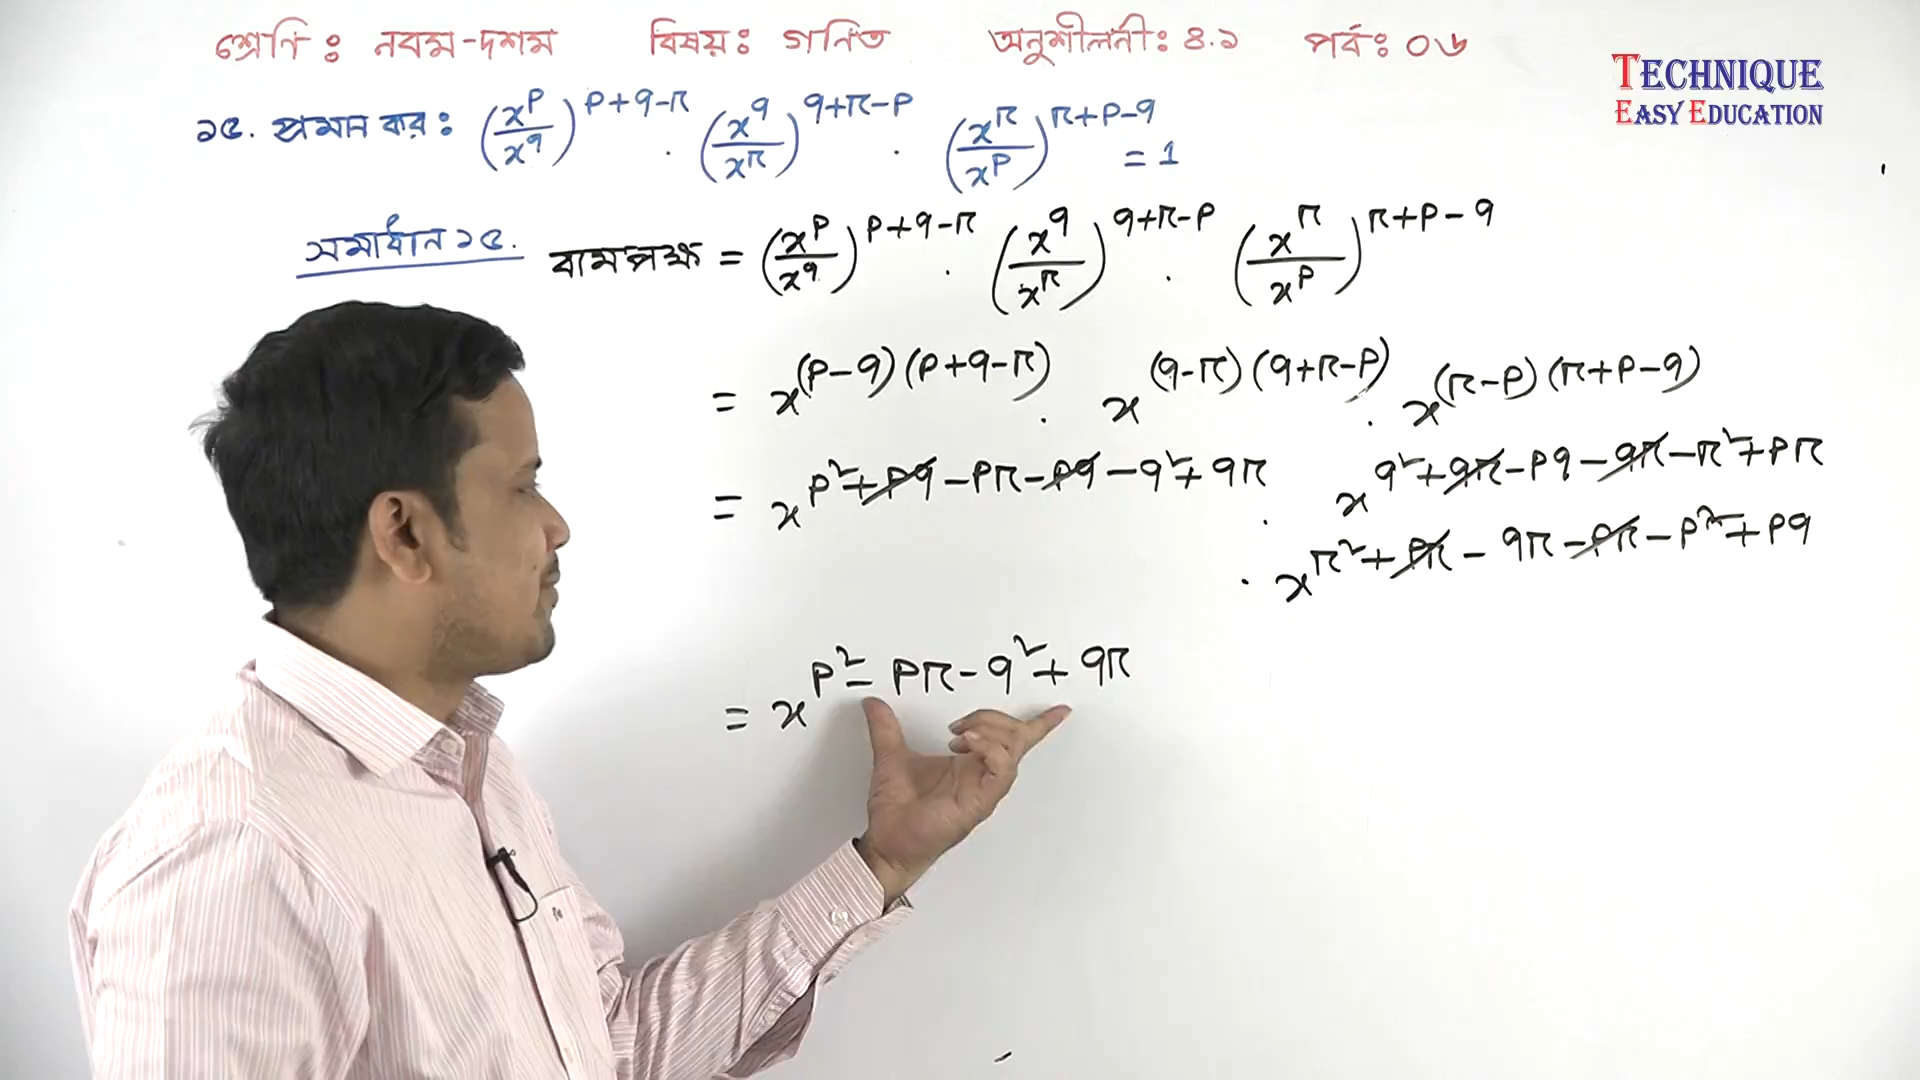 শ্রেণি : নবম-দশম বিষয়ঃ গনিত অনুশীলনী: ৪.১ পর্ব: ০৬
TECHNIQUE
EASY EDUCATION
১৫. প্রমান কর : (x^p/x^q)^(p+q-r) . (x^q/x^r)^(q+r-p) . (x^r/x^p)^(r+p-q) = 1
সমাধান ১৫. বামপক্ষ = (x^p/x^q)^(p+q-r) . (x^q/x^r)^(q+r-p) . (x^r/x^p)^(r+p-q)
= x^(p-q)(p+q-r) . x^(q-r)(q+r-p) . x^(r-p)(r+p-q)
= x^p²+pq-pr-pq-q²+qr . x^q²+qr-pq-qr-r²+pr
. x^r²+pr-qr-pr-p²+pq
= x^p²-pr-q²+qr